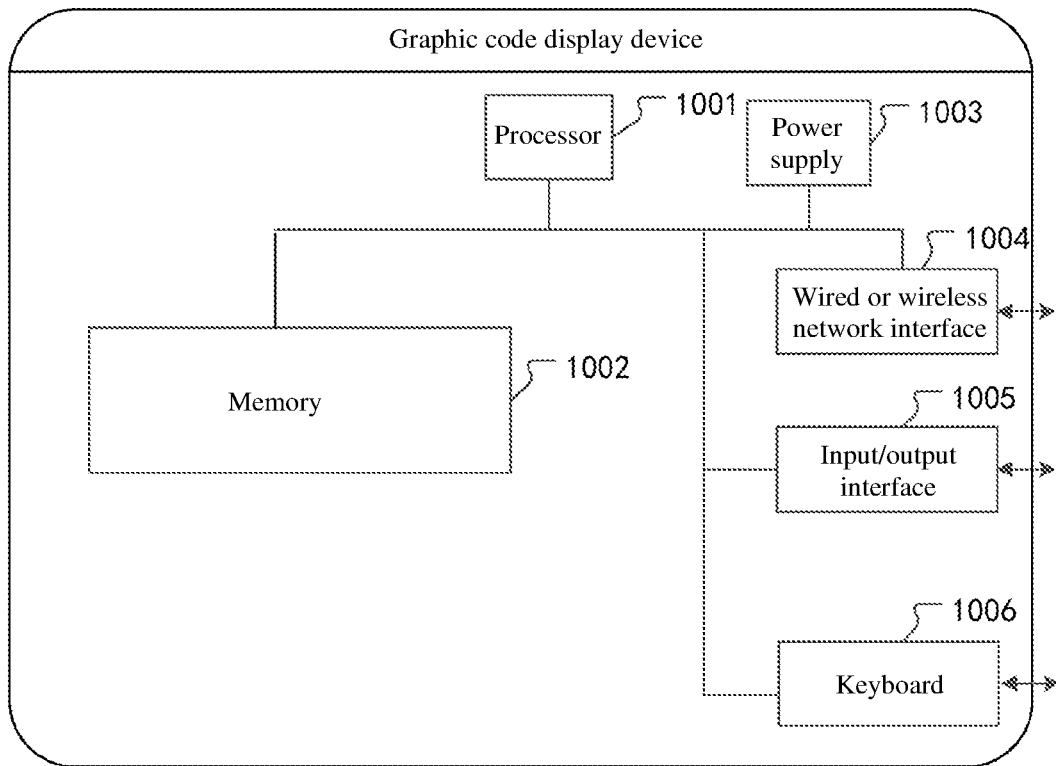 Graphic code display device
1001
Processor
1003
Power
supply
1004
Wired or wireless
network interface
1002
Memory
1005
Input/output
interface
1006
Keyboard